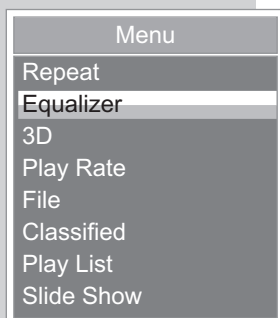 Menu
Repeat
Equalizer
3D
Play Rate
File
Classified
Play List
Slide Show